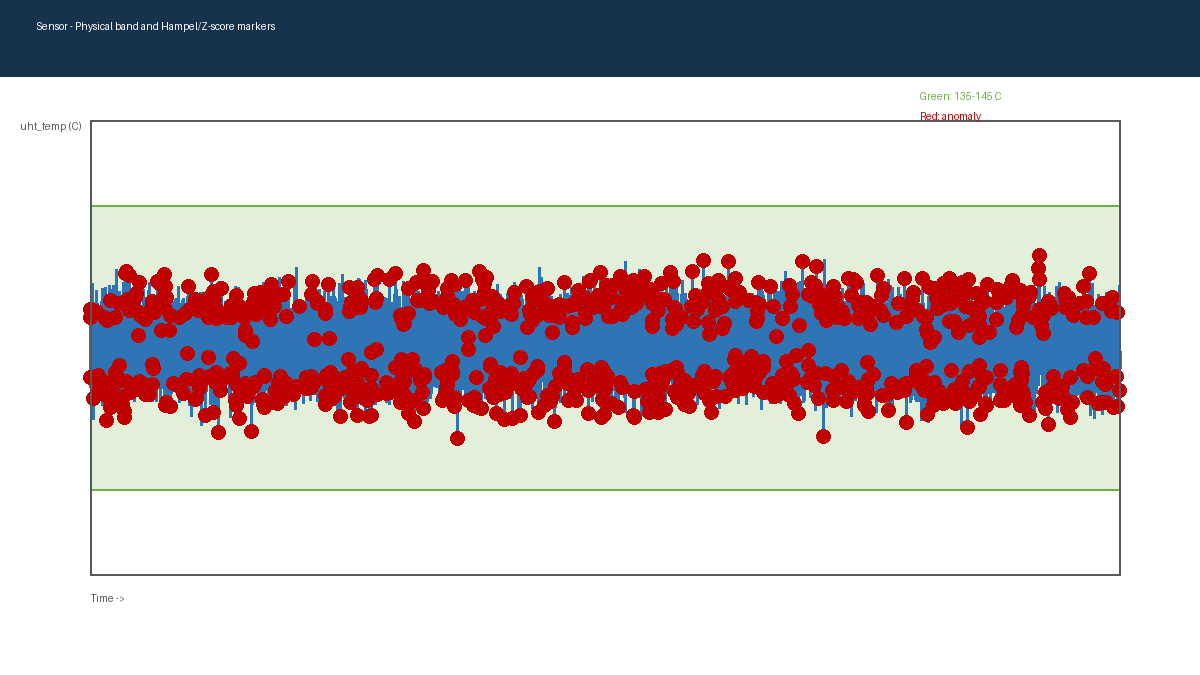 Sensor - Physical band and Hampel/Z-score markers
Green: 135-145 C
Red: anomaly
uht_temp (C)
Time ->